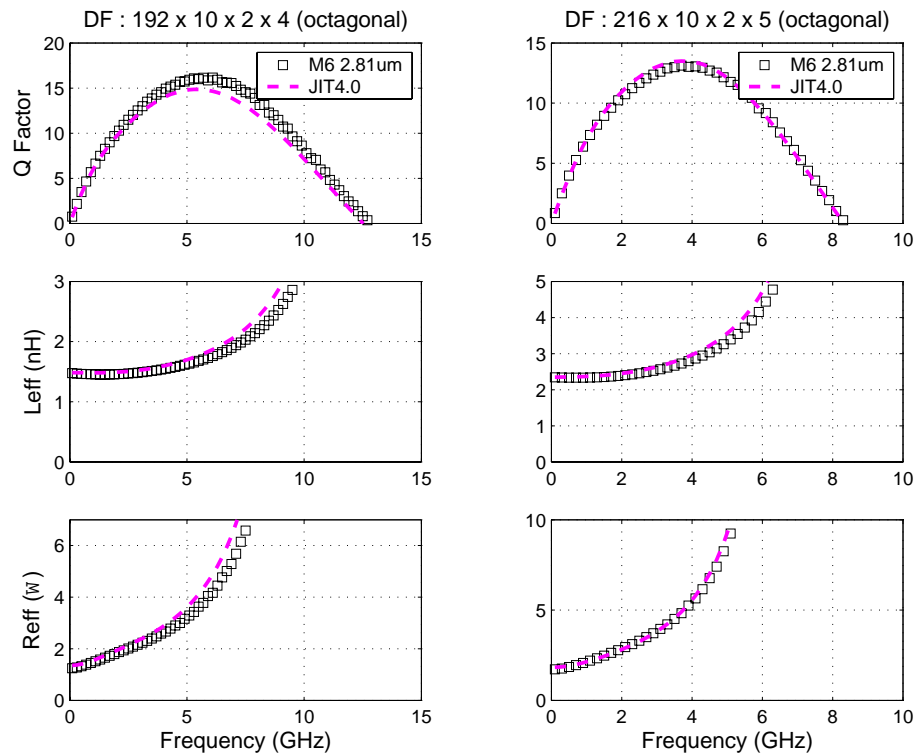 DF : 192 x 10 x 2 x 4 (octagonal)
20
15
10
5
0
Q Factor
M6 2.81um
JIT4.0
0 5 10 15
DF : 216 x 10 x 2 x 5 (octagonal)
15
10
5
0
M6 2.81um
JIT4.0
0 2 4 6 8 10
3
2
1
0
Leff (nH)
0 5 10 15
5
4
3
2
1
0
0 2 4 6 8 10
6
4
2
0
Reff (w)
0 5 10 15
Frequency (GHz)
10
5
0
0 2 4 6 8 10
Frequency (GHz)